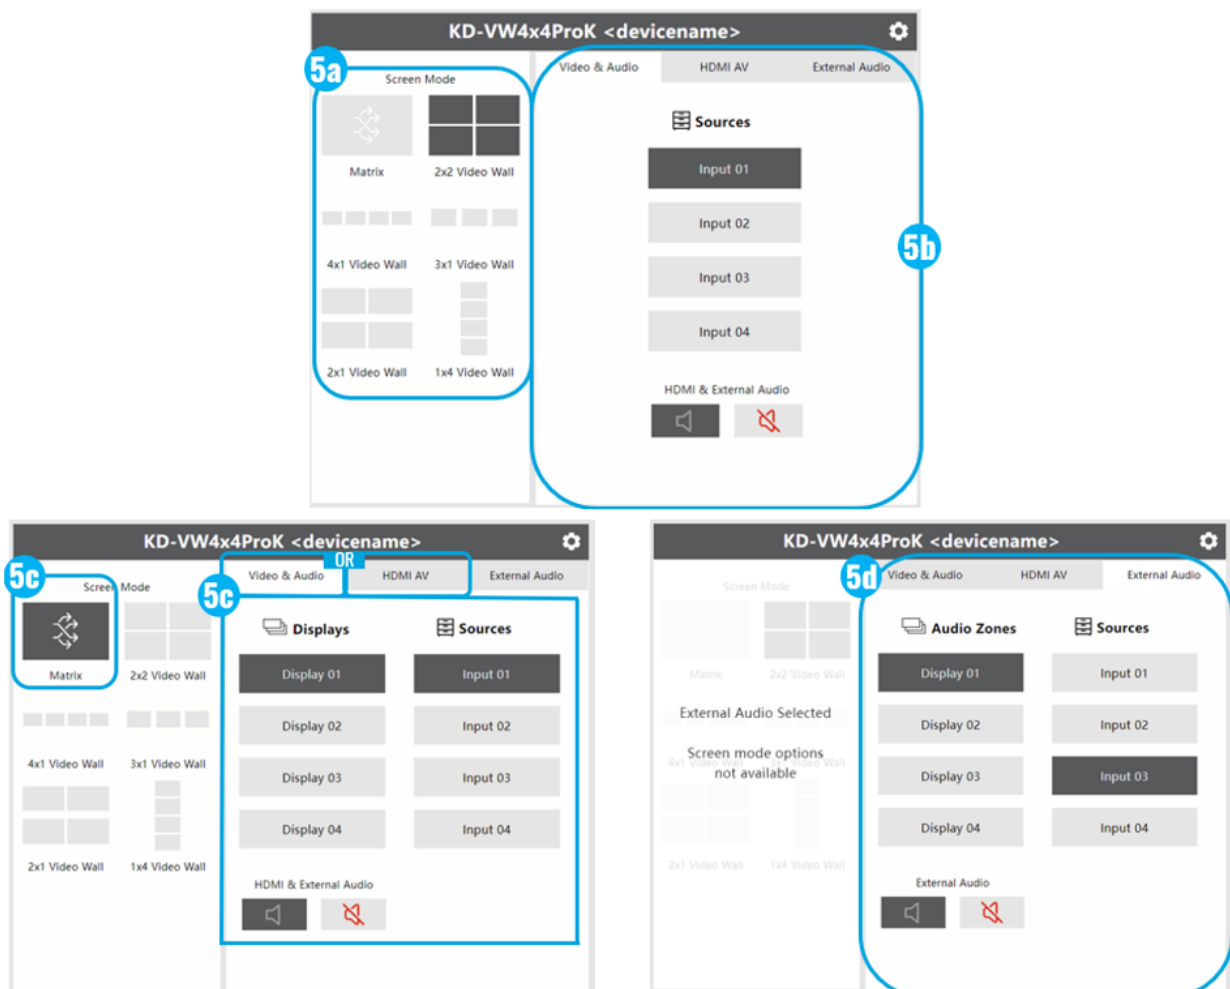 KD-VW4x4ProK <devicename>
5a
Screen Mode
Matrix
2x2 Video Wall
4x1 Video Wall
3x1 Video Wall
2x1 Video Wall
1x4 Video Wall
Video & Audio
HDMI AV
External Audio
Sources
Input 01
Input 02
Input 03
Input 04
HDMI & External Audio
5b
KD-VW4x4ProK <devicename>
5c
Screen Mode
Matrix
2x2 Video Wall
4x1 Video Wall
3x1 Video Wall
2x1 Video Wall
1x4 Video Wall
5c
Video & Audio
OR
HDMI AV
External Audio
Displays
Sources
Display 01
Input 01
Display 02
Input 02
Display 03
Input 03
Display 04
Input 04
HDMI & External Audio
KD-VW4x4ProK <devicename>
Screen Mode
Matrix
2x2 Video Wall
External Audio Selected
4x1 Video Wall
3x1 Video Wall
Screen mode options
not available
2x1 Video Wall
1x4 Video Wall
5d
Video & Audio
HDMI AV
External Audio
Audio Zones
Sources
Display 01
Input 01
Display 02
Input 02
Display 03
Input 03
Display 04
Input 04
External Audio